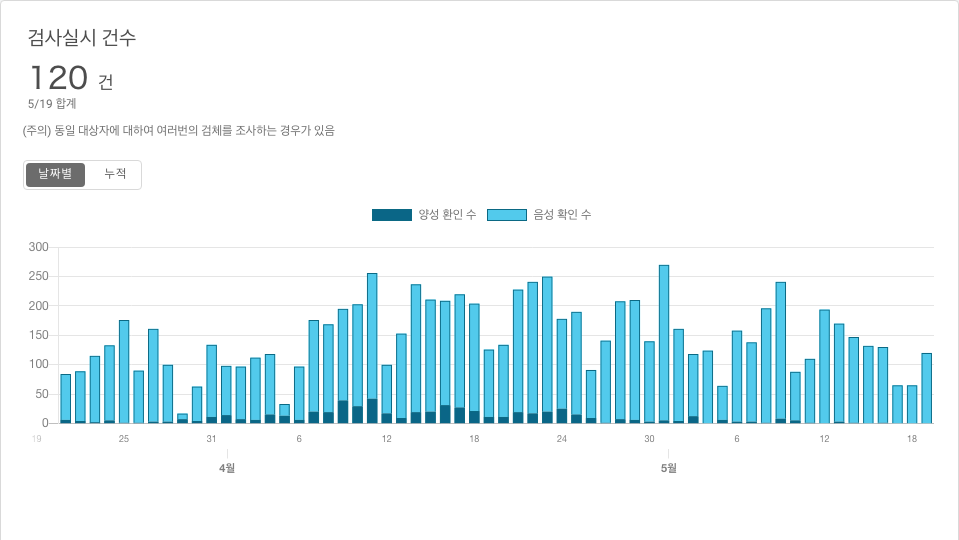 검사실시 건수
120 건
5/19 합계
(주의) 동일 대상자에 대하여 여러번의 검체를 조사하는 경우가 있음
날짜별 누적
양성 환인 수 음성 확인 수
300
250
200
150
100
50
0
19 25 31 6 12 18 24 30 6 12 18
4월 5월